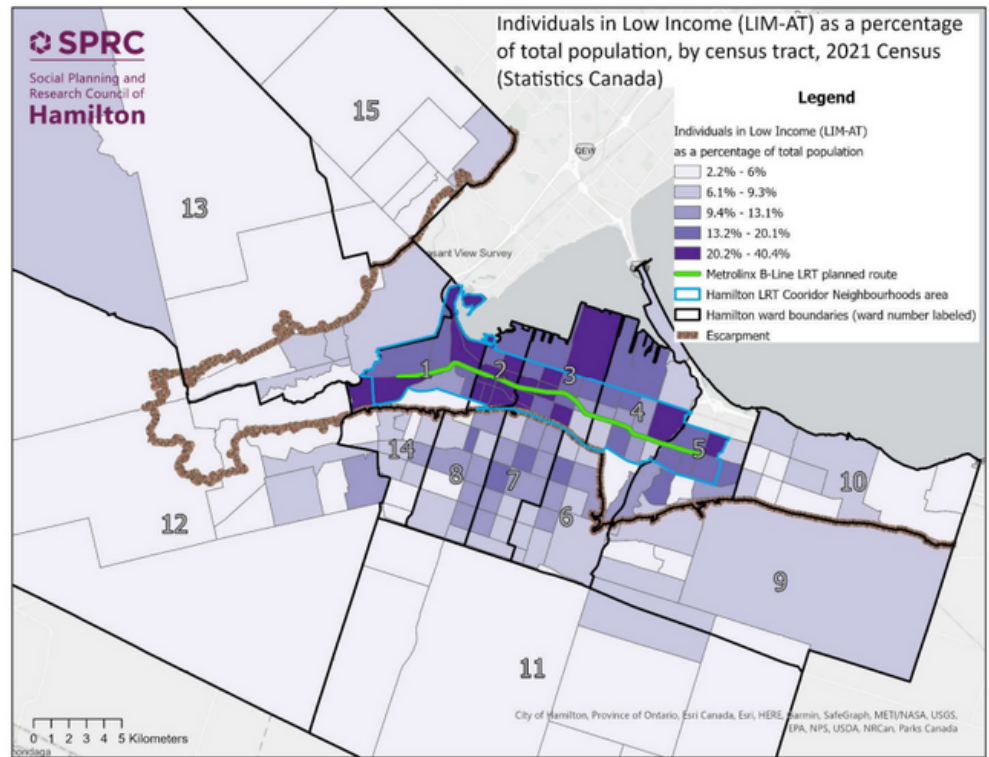 SPRC
Social Planning and
Research Council of
Hamilton
Individuals in Low Income (LIM-AT) as a percentage
of total population, by census tract, 2021 Census
(Statistics Canada)
Legend
Individuals in Low Income (LIM-AT)
as a percentage of total population
2.2% - 6%
6.1% - 9.3%
9.4% - 13.1%
13.2% - 20.1%
20.2% - 40.4%
Metrolinx B-Line LRT planned route
Hamilton LRT Cooridor Neighbourhoods area
Hamilton ward boundaries (ward number labeled)
Escarpment
QEW
15
13
sant View Survey
1
2
3
4
5
14
8
7
6
10
12
9
11
0 1 2 3 4 5 Kilometers
City of Hamilton, Province of Ontario, Esri Canada, Esri, HERE, Garmin, SafeGraph, METI/NASA, USGS,
EPA, NPS, USDA, NRCan, Parks Canada
nondaga